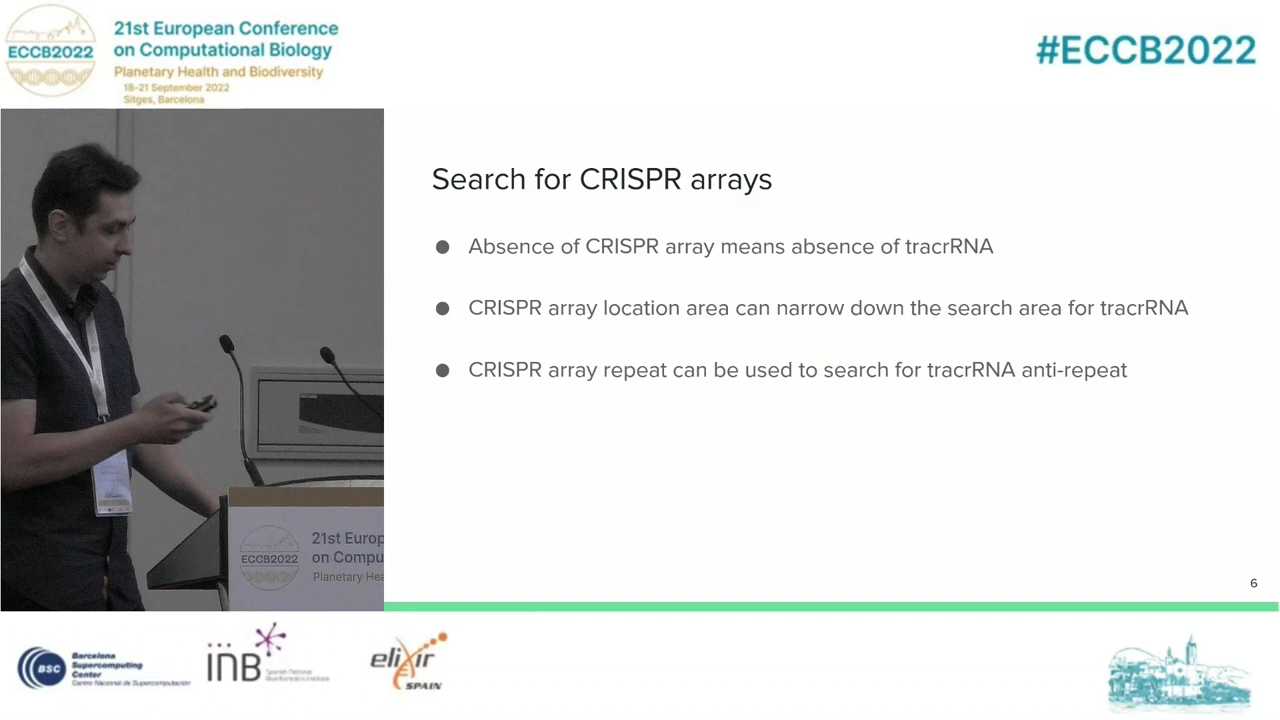 ECCB2022
21st European Conference
on Computational Biology
Planetary Health and Biodiversity
18-21 September 2022
Sitges, Barcelona
#ECCB2022
Search for CRISPR arrays
● Absence of CRISPR array means absence of tracrRNA
● CRISPR array location area can narrow down the search area for tracrRNA
● CRISPR array repeat can be used to search for tracrRNA anti-repeat
21st Europ
on Compu
Planetary Hea
ECCB2022
6
BSC
Barcelona
Supercomputing
Center
Centro Nacional de Supercomputación
INB
Spanish National
Bioinformatics Institute
elixir
SPAIN